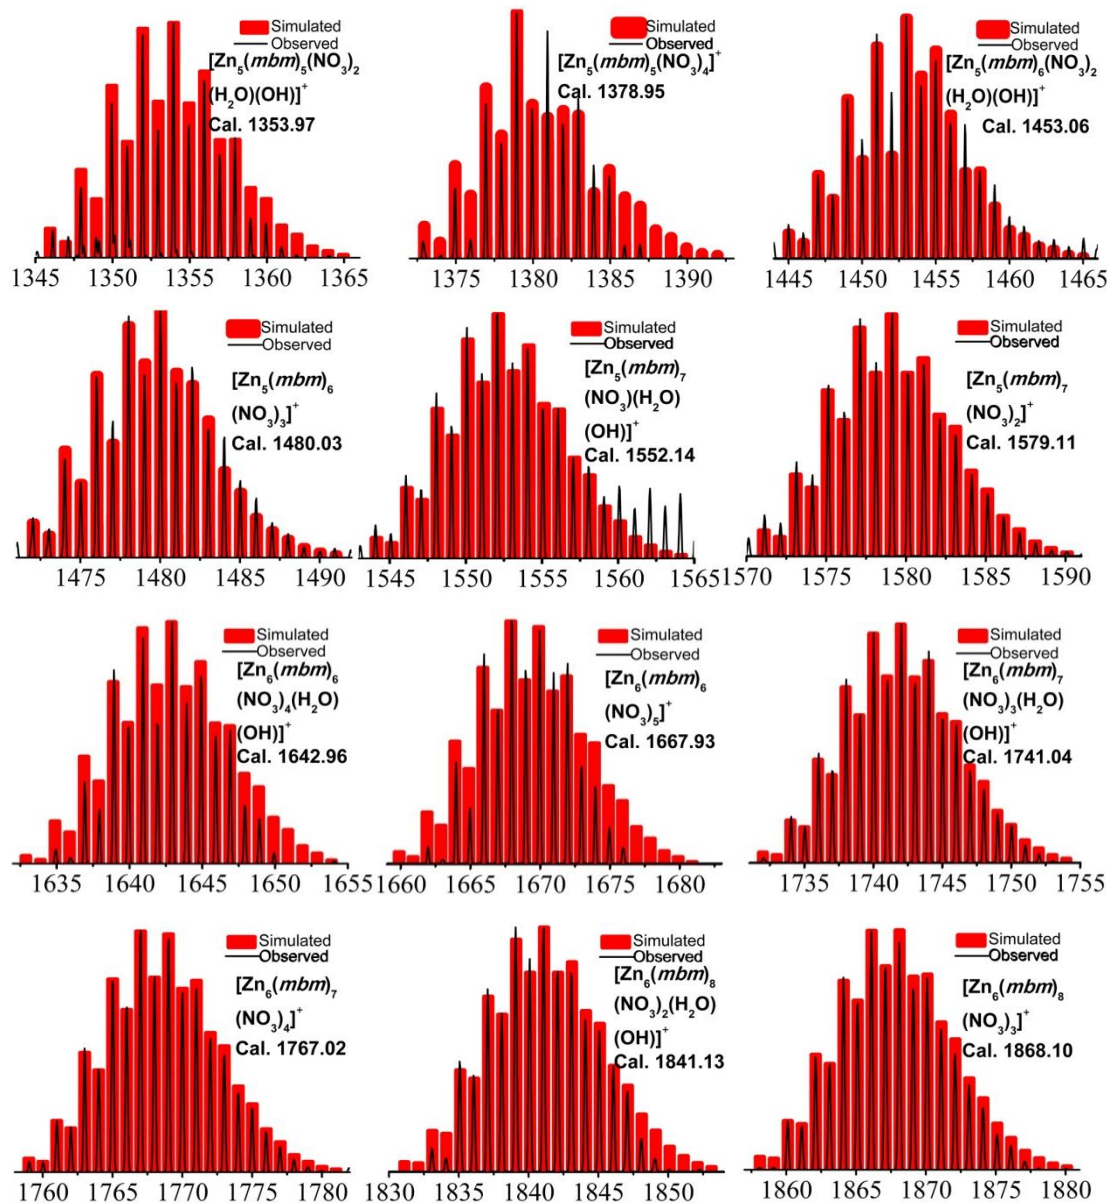 Simulated
Observed
[Zn5(mbm)5(NO3)2
(H2O)(OH)]+
Cal. 1353.97
1345 1350 1355 1360 1365
Simulated
Observed
[Zn5(mbm)5(NO3)4]+
Cal. 1378.95
1375 1380 1385 1390
Simulated
Observed
[Zn5(mbm)6(NO3)2
(H2O)(OH)]+
Cal. 1453.06
1445 1450 1455 1460 1465
Simulated
Observed
[Zn5(mbm)6
(NO3)3]+
Cal. 1480.03
1475 1480 1485 1490
Simulated
Observed
[Zn5(mbm)7
(NO3)(H2O)
(OH)]+
Cal. 1552.14
1545 1550 1555 1560 1565
Simulated
Observed
[Zn5(mbm)7
(NO3)2]+
Cal. 1579.11
1570 1575 1580 1585 1590
Simulated
Observed
[Zn6(mbm)6
(NO3)4(H2O)
(OH)]+
Cal. 1642.96
1635 1640 1645 1650 1655
Simulated
Observed
[Zn6(mbm)6
(NO3)5]+
Cal. 1667.93
1660 1665 1670 1675 1680
Simulated
Observed
[Zn6(mbm)7
(NO3)3(H2O)
(OH)]+
Cal. 1741.04
1735 1740 1745 1750 1755
Simulated
Observed
[Zn6(mbm)7
(NO3)4]+
Cal. 1767.02
1760 1765 1770 1775 1780
Simulated
Observed
[Zn6(mbm)8
(NO3)2(H2O)
(OH)]+
Cal. 1841.13
1830 1835 1840 1845 1850
Simulated
Observed
[Zn6(mbm)8
(NO3)3]+
Cal. 1868.10
1860 1865 1870 1875 1880